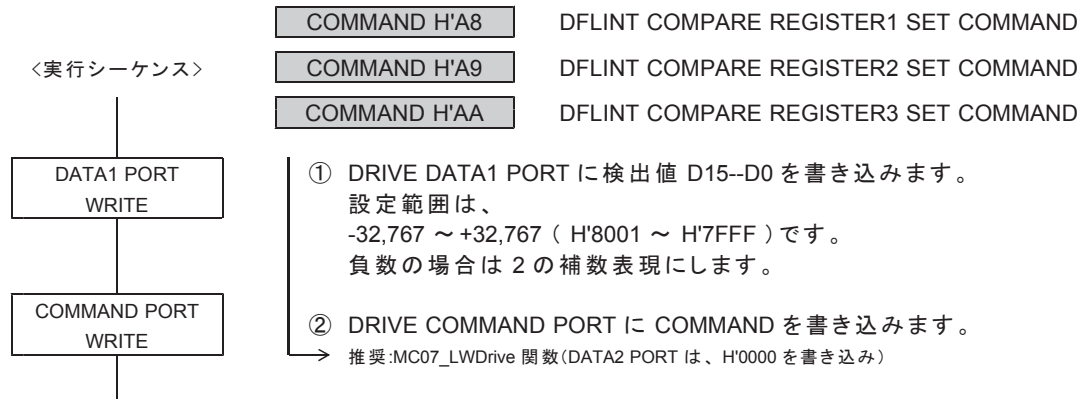 COMMAND H'A8 DFLINT COMPARE REGISTER1 SET COMMAND
<実行シーケンス> COMMAND H'A9 DFLINT COMPARE REGISTER2 SET COMMAND
COMMAND H'AA DFLINT COMPARE REGISTER3 SET COMMAND
DATA1 PORT
WRITE
① DRIVE DATA1 PORT に検出値 D15--D0 を書き込みます。
設定範囲は、
-32,767 ～ +32,767 ( H'8001 ～ H'7FFF ) です。
負数の場合は 2 の補数表現にします。
COMMAND PORT
WRITE
② DRIVE COMMAND PORT に COMMAND を書き込みます。
推奨:MC07_LWDrive 関数(DATA2 PORT は、H'0000 を書き込み)